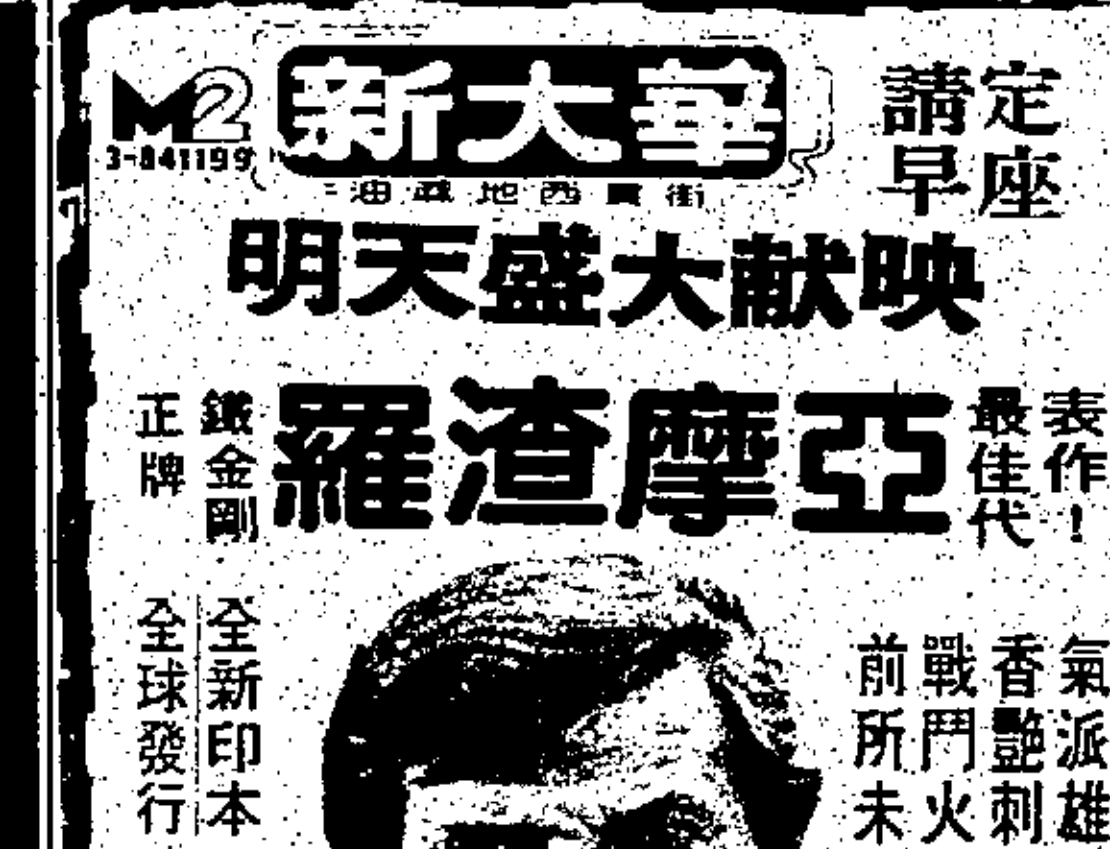 M2
3-841199
新大華
油蔴地西貢街
請早
定座
明天盛大献映
羅渣摩亞
鐵金剛
正牌
最佳代
表作！
全新印本
全球發行
氣派雄
香艷刺
戰鬥火
前所未